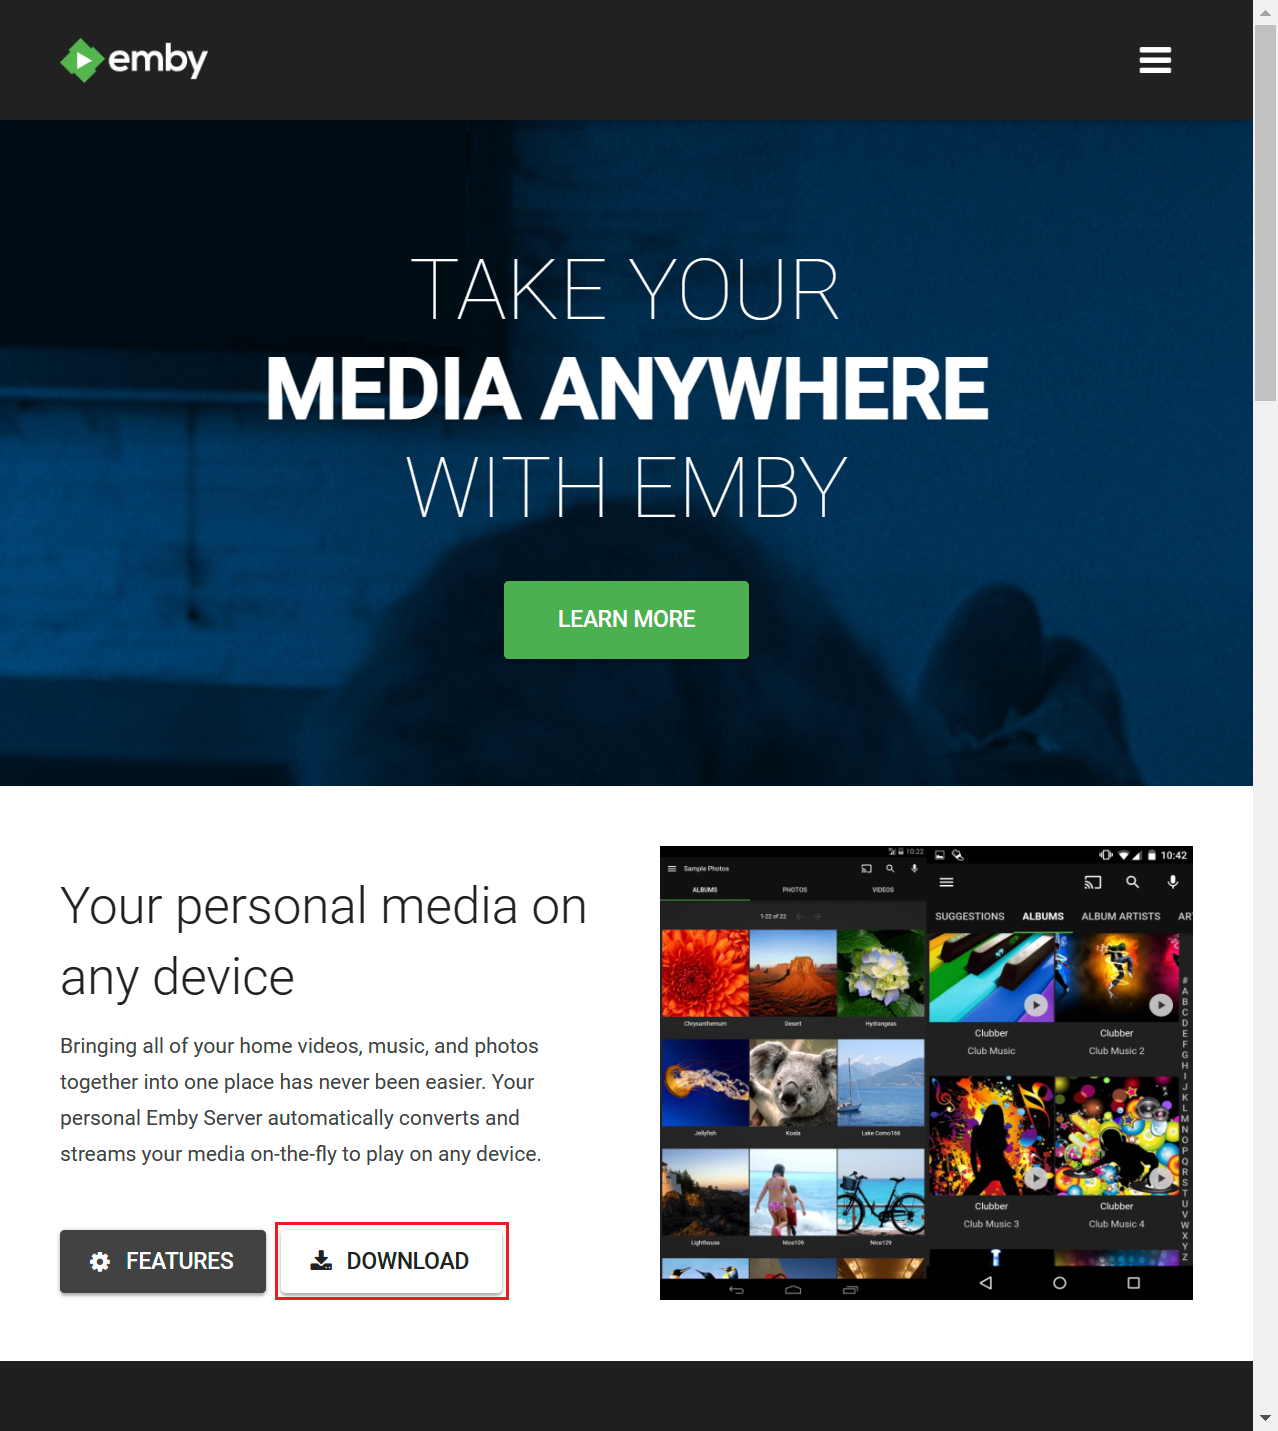 emby
TAKE YOUR
MEDIA ANYWHERE
WITH EMBY
LEARN MORE
Your personal media on
any device
Bringing all of your home videos, music, and photos
together into one place has never been easier. Your
personal Emby Server automatically converts and
streams your media on-the-fly to play on any device.
FEATURES
DOWNLOAD
10:22
Sample Photos
ALBUMS PHOTOS VIDEOS
1-22 of 22
Chrysanthemum Desert Hydrangeas
Jellyfish Koala Lake Como166
Lighthouse Nice109 Nice129
10:42
SUGGESTIONS ALBUMS ALBUM ARTISTS AR
Clubber Clubber
Club Music Club Music 2
Clubber Clubber
Club Music 3 Club Music 4
#
A
B
C
D
E
F
G
H
I
J
K
L
M
N
O
P
Q
R
S
T
U
V
W
X
Y
Z